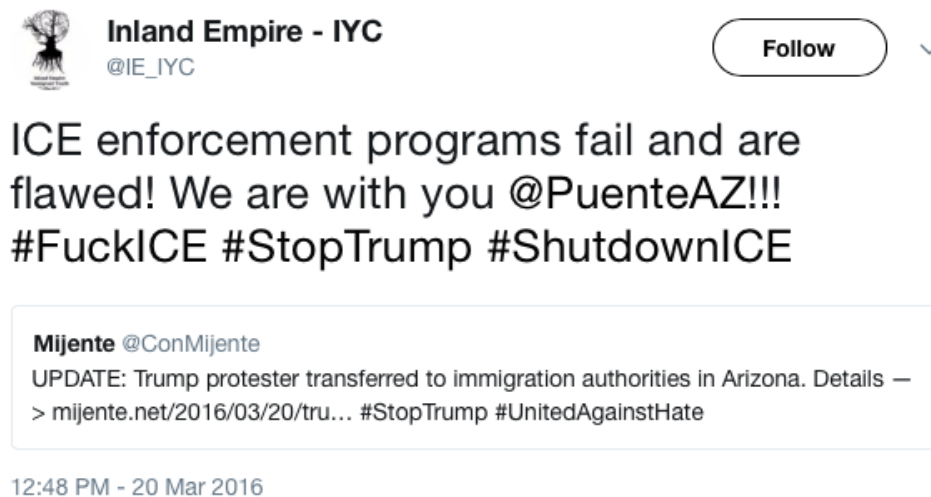 Inland Empire - IYC
@IE_IYC
Follow
ICE enforcement programs fail and are
flawed! We are with you @PuenteAZ!!!
#FuckICE #StopTrump #ShutdownICE
Mijente @ConMijente
UPDATE: Trump protester transferred to immigration authorities in Arizona. Details —
> mijente.net/2016/03/20/tru… #StopTrump #UnitedAgainstHate
12:48 PM - 20 Mar 2016